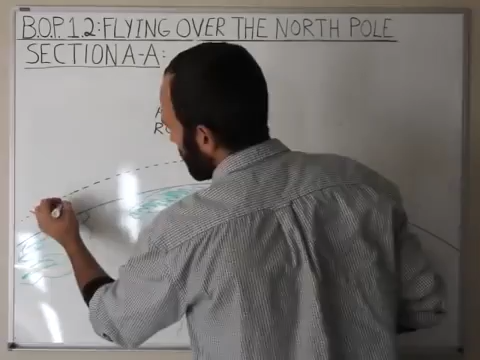 B.O.P. 1.2: FLYING OVER THE NORTH POLE
SECTION A-A: